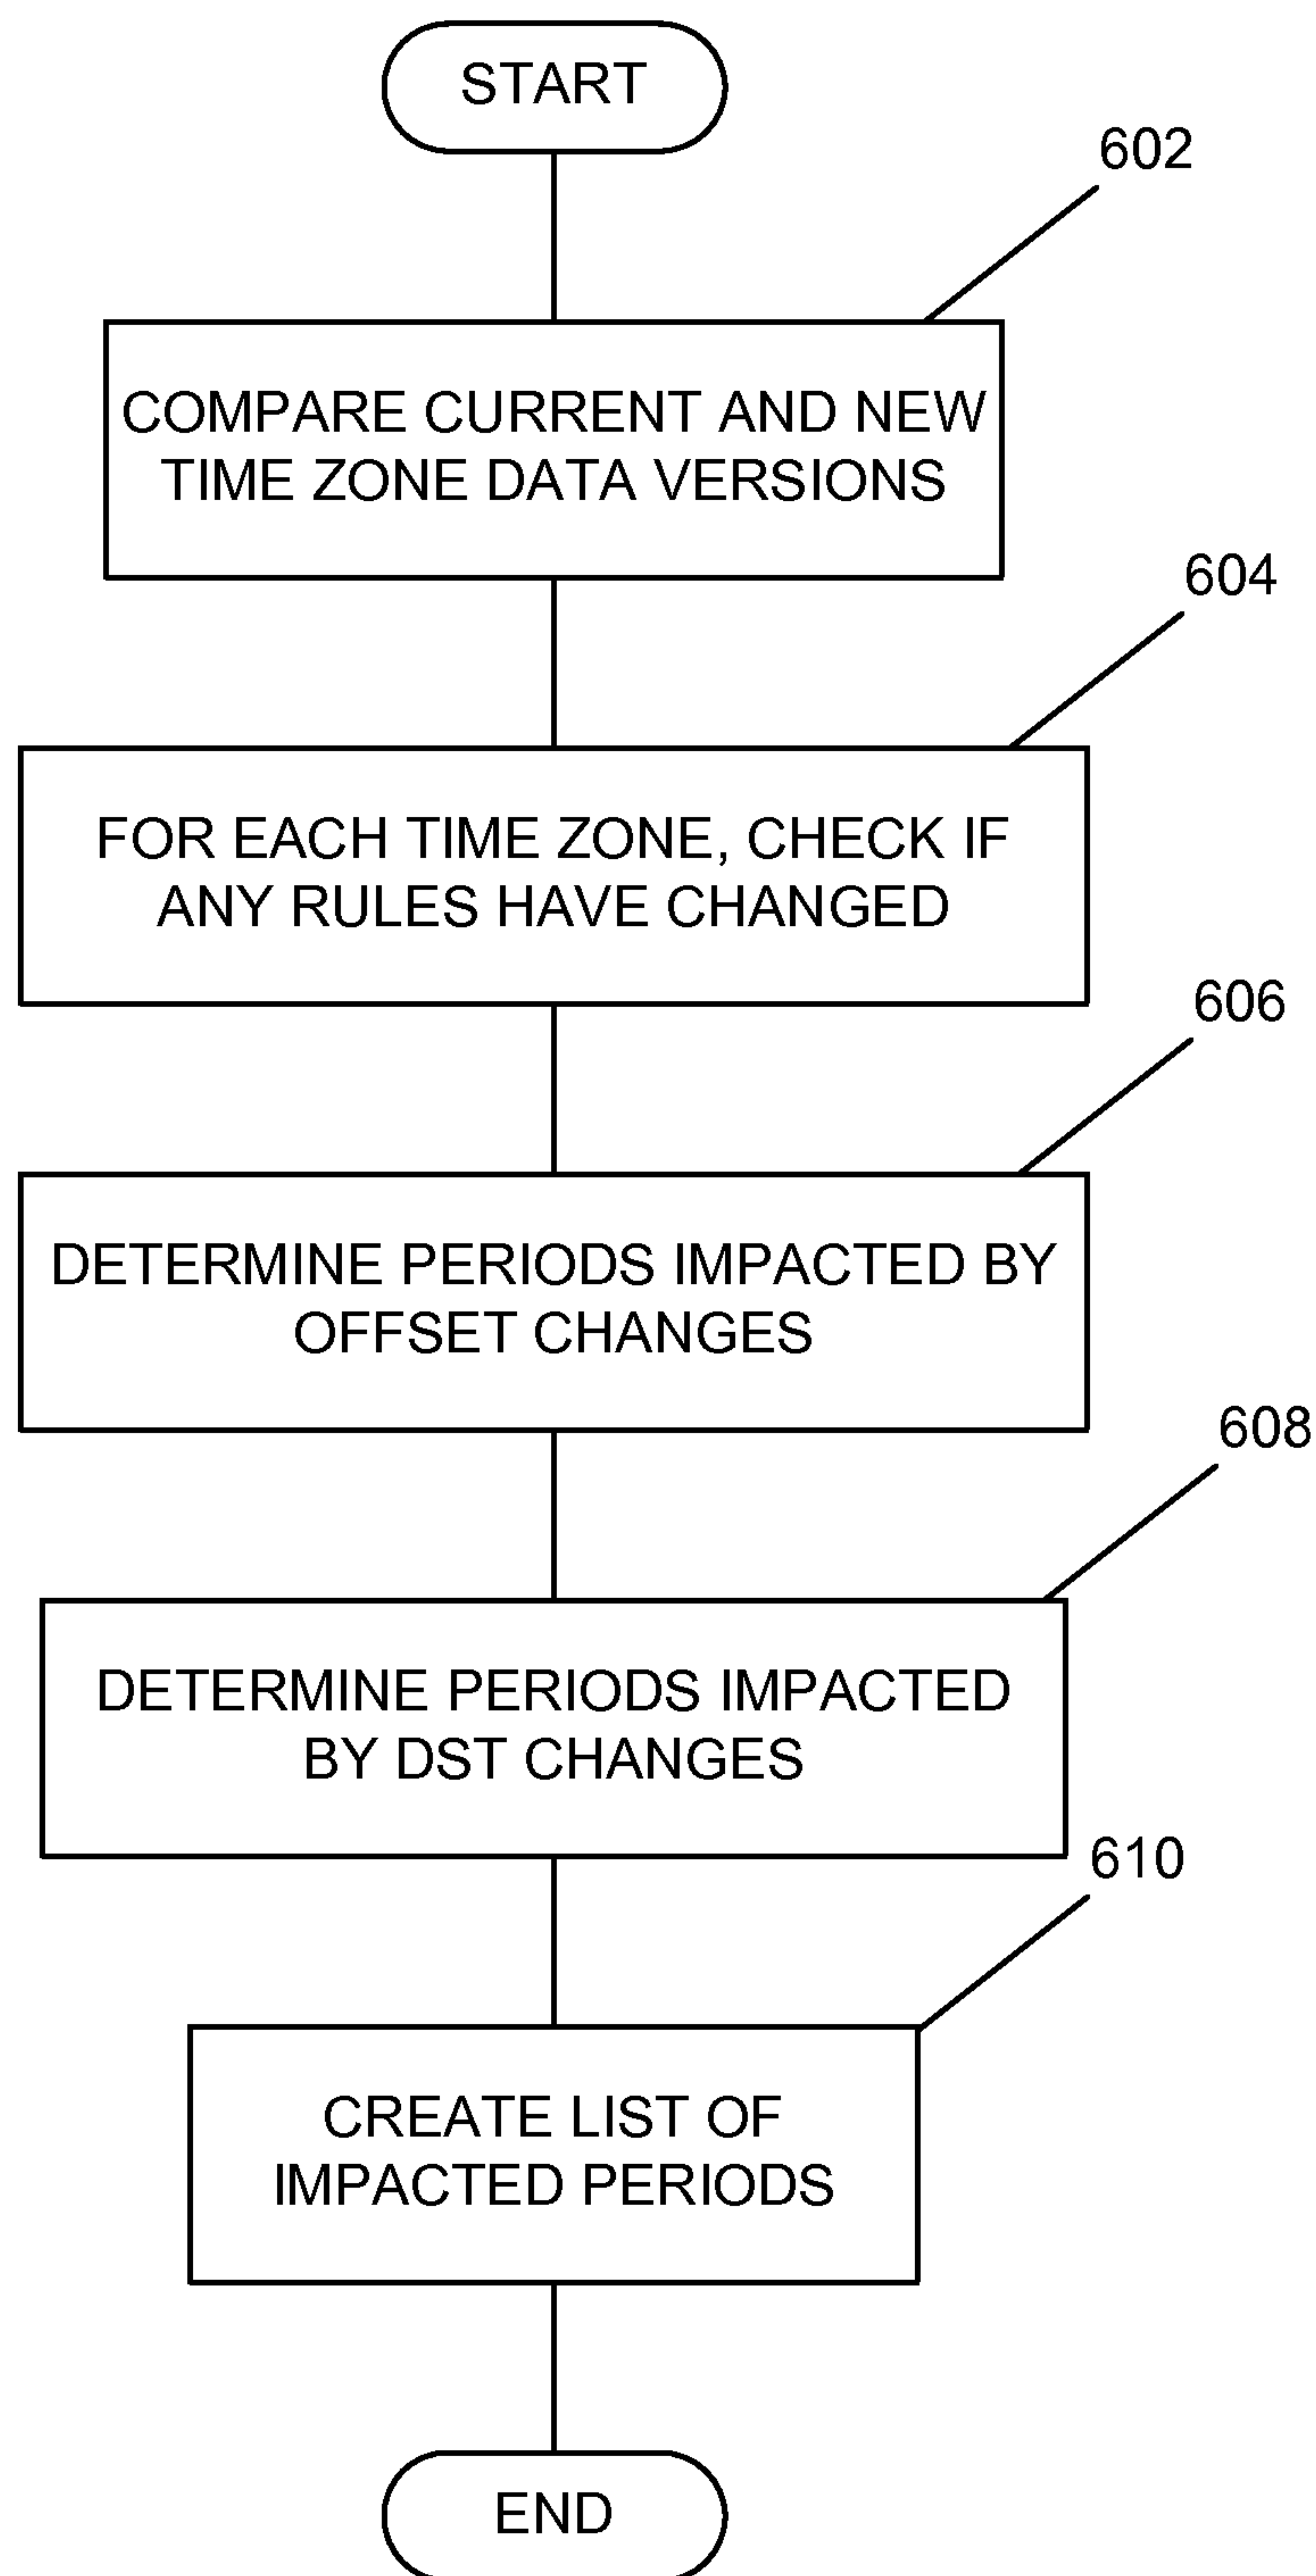 START
602
COMPARE CURRENT AND NEW
TIME ZONE DATA VERSIONS
604
FOR EACH TIME ZONE, CHECK IF
ANY RULES HAVE CHANGED
606
DETERMINE PERIODS IMPACTED BY
OFFSET CHANGES
608
DETERMINE PERIODS IMPACTED
BY DST CHANGES
610
CREATE LIST OF
IMPACTED PERIODS
END